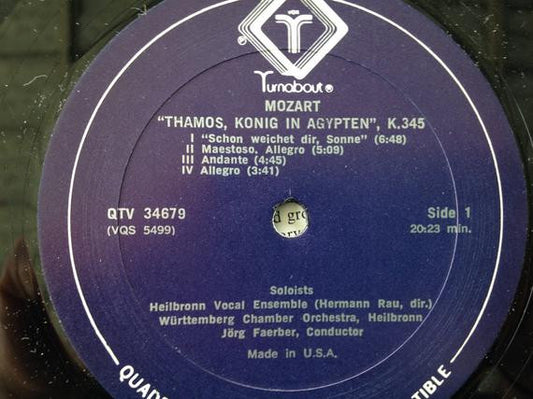 Turnabout®
MOZART
"THAMOS, KONIG IN AGYPTEN", K.345
I "Schon weichet dir, Sonne" (6:48)
II Maestoso. Allegro (5:09)
III Andante (4:45)
IV Allegro (3:41)
QTV 34679
(VQS 5499)
Side 1
20:23 min.
Soloists
Heilbronn Vocal Ensemble (Hermann Rau, dir.)
Württemberg Chamber Orchestra, Heilbronn
Jörg Faerber, Conductor
Made in U.S.A.